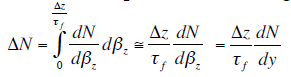 ΔN = ∫₀^{Δz/τ_f} dN/dβ_z dβ_z ≅ Δz/τ_f dN/dβ_z = Δz/τ_f dN/dy